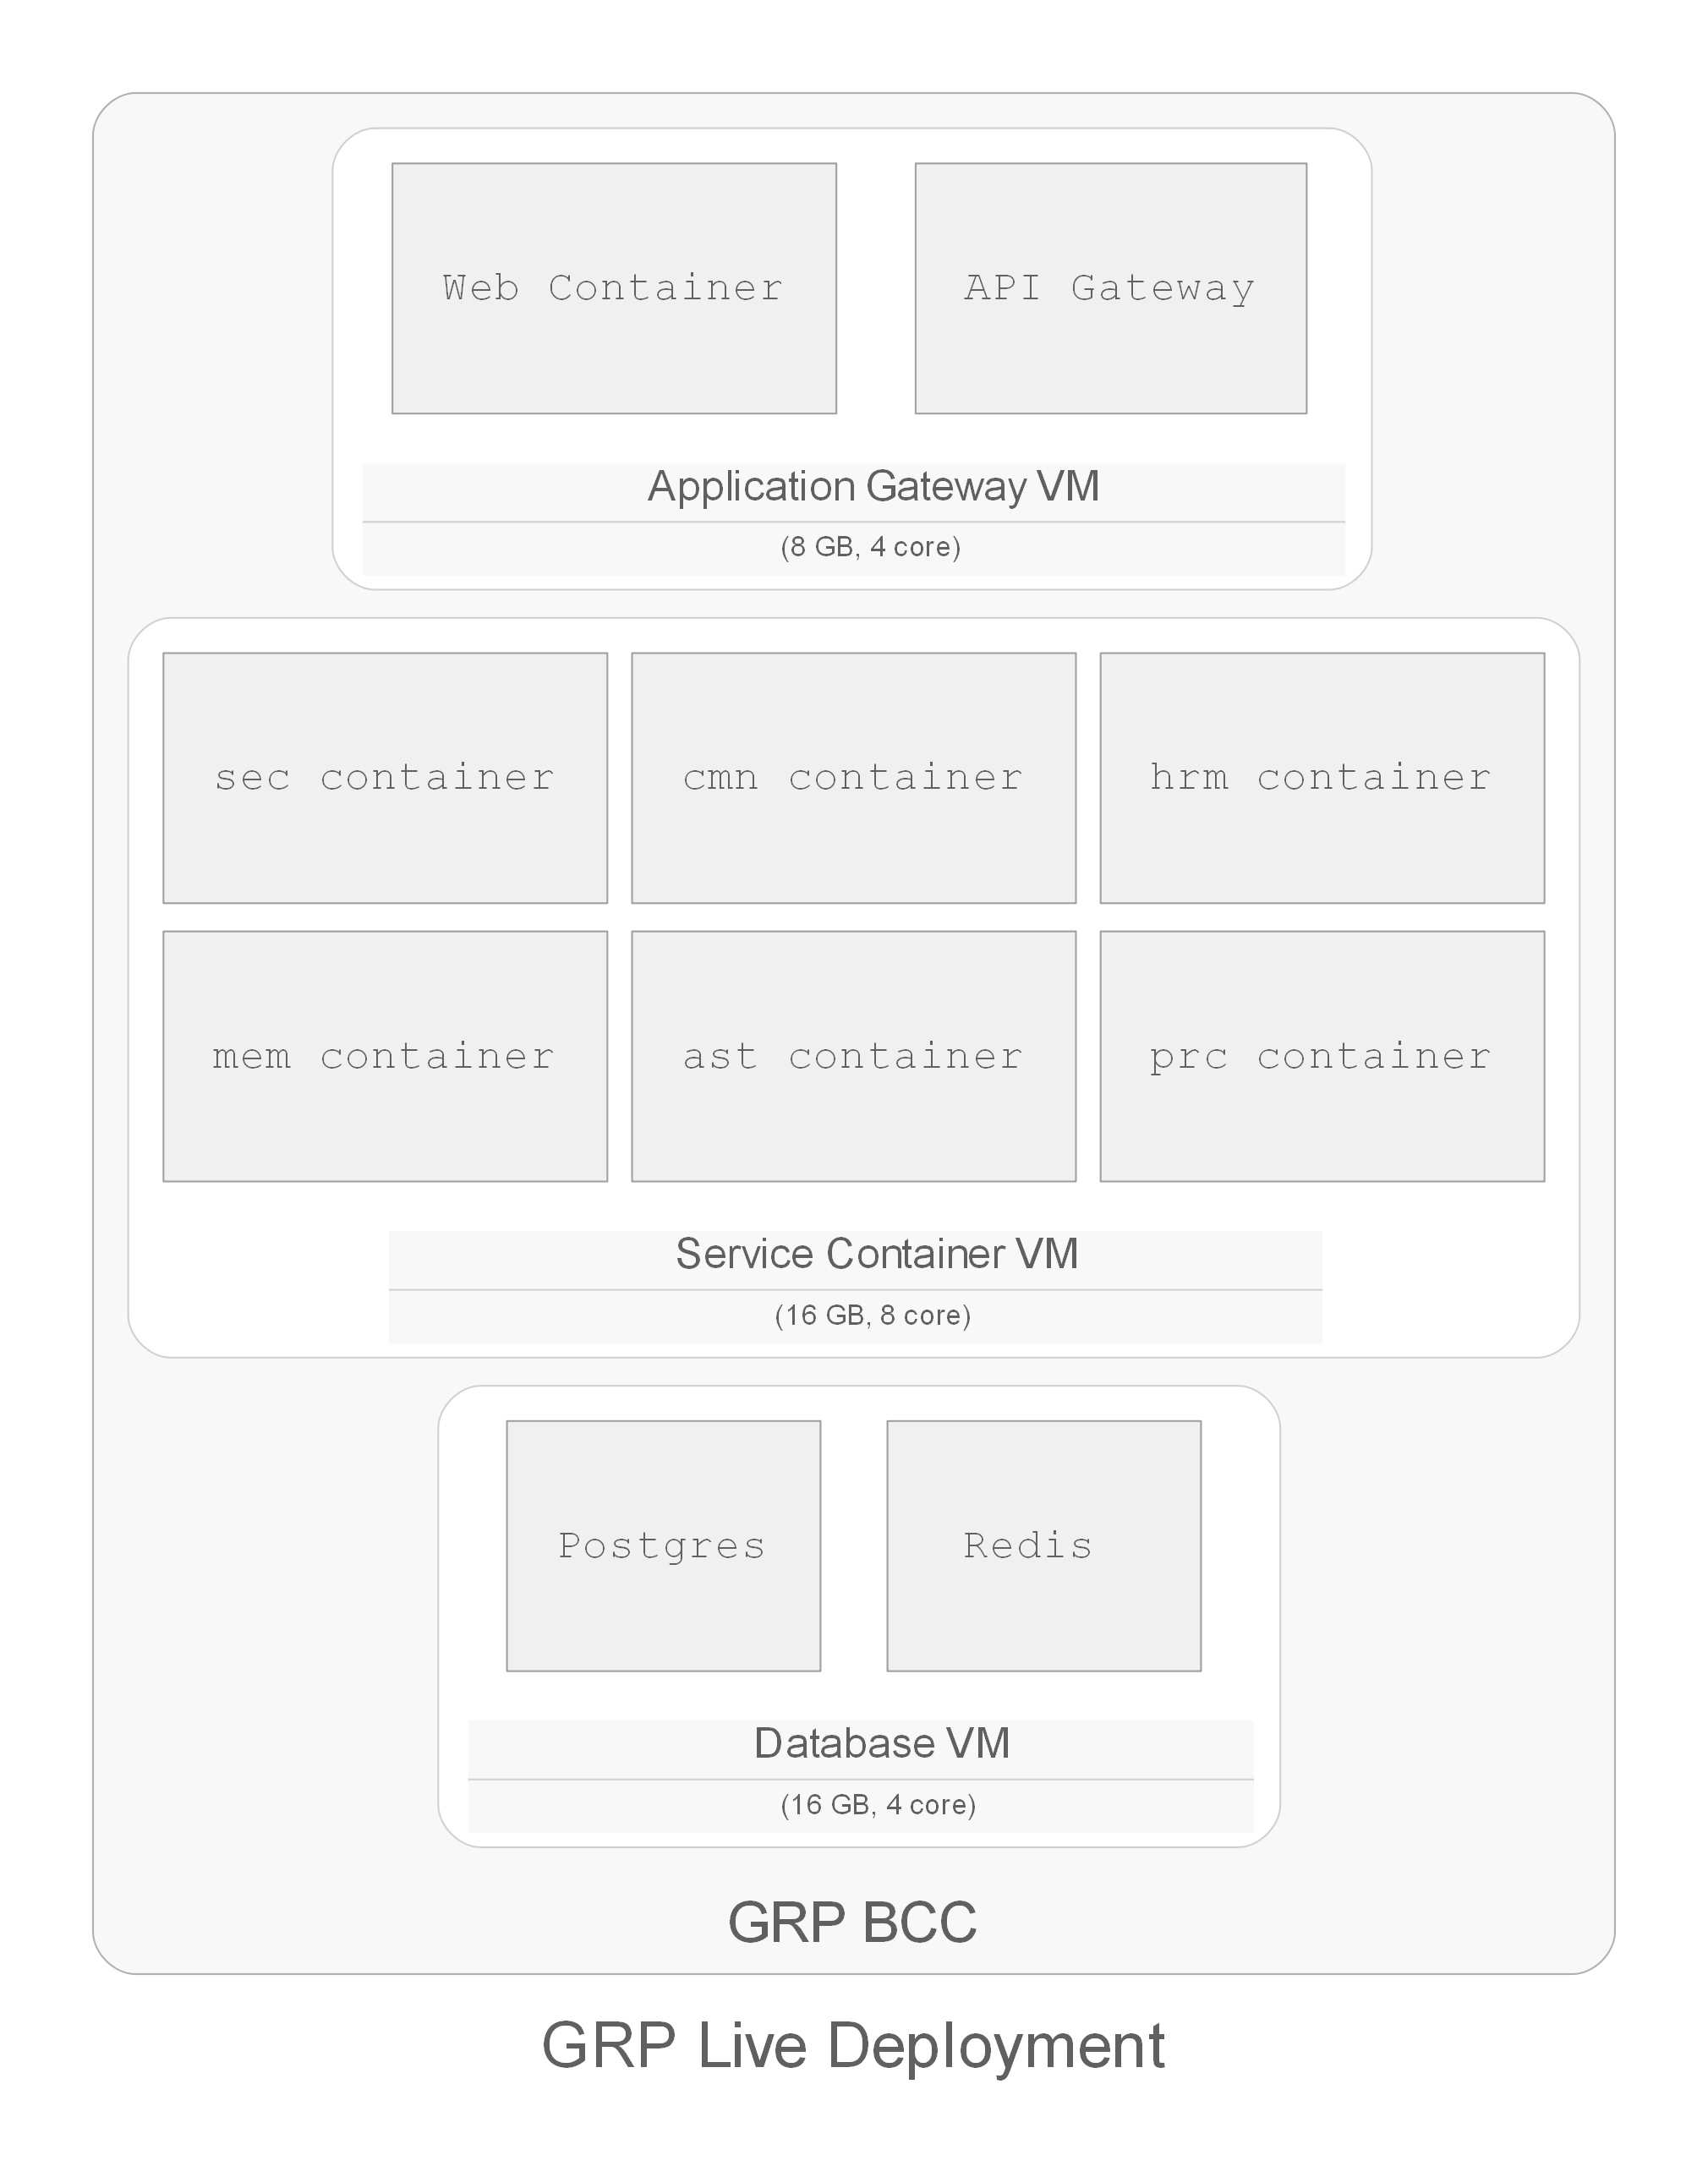 Web Container
API Gateway
Application Gateway VM
(8 GB, 4 core)
sec container
cmn container
hrm container
mem container
ast container
prc container
Service Container VM
(16 GB, 8 core)
Postgres
Redis
Database VM
(16 GB, 4 core)
GRP BCC
GRP Live Deployment